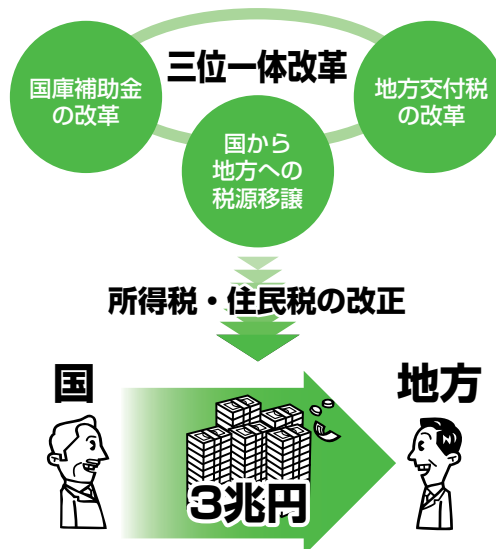 三位一体改革
国庫補助金
の改革
地方交付税
の改革
国から
地方への
税源移譲
所得税・住民税の改正
国
地方
3兆円